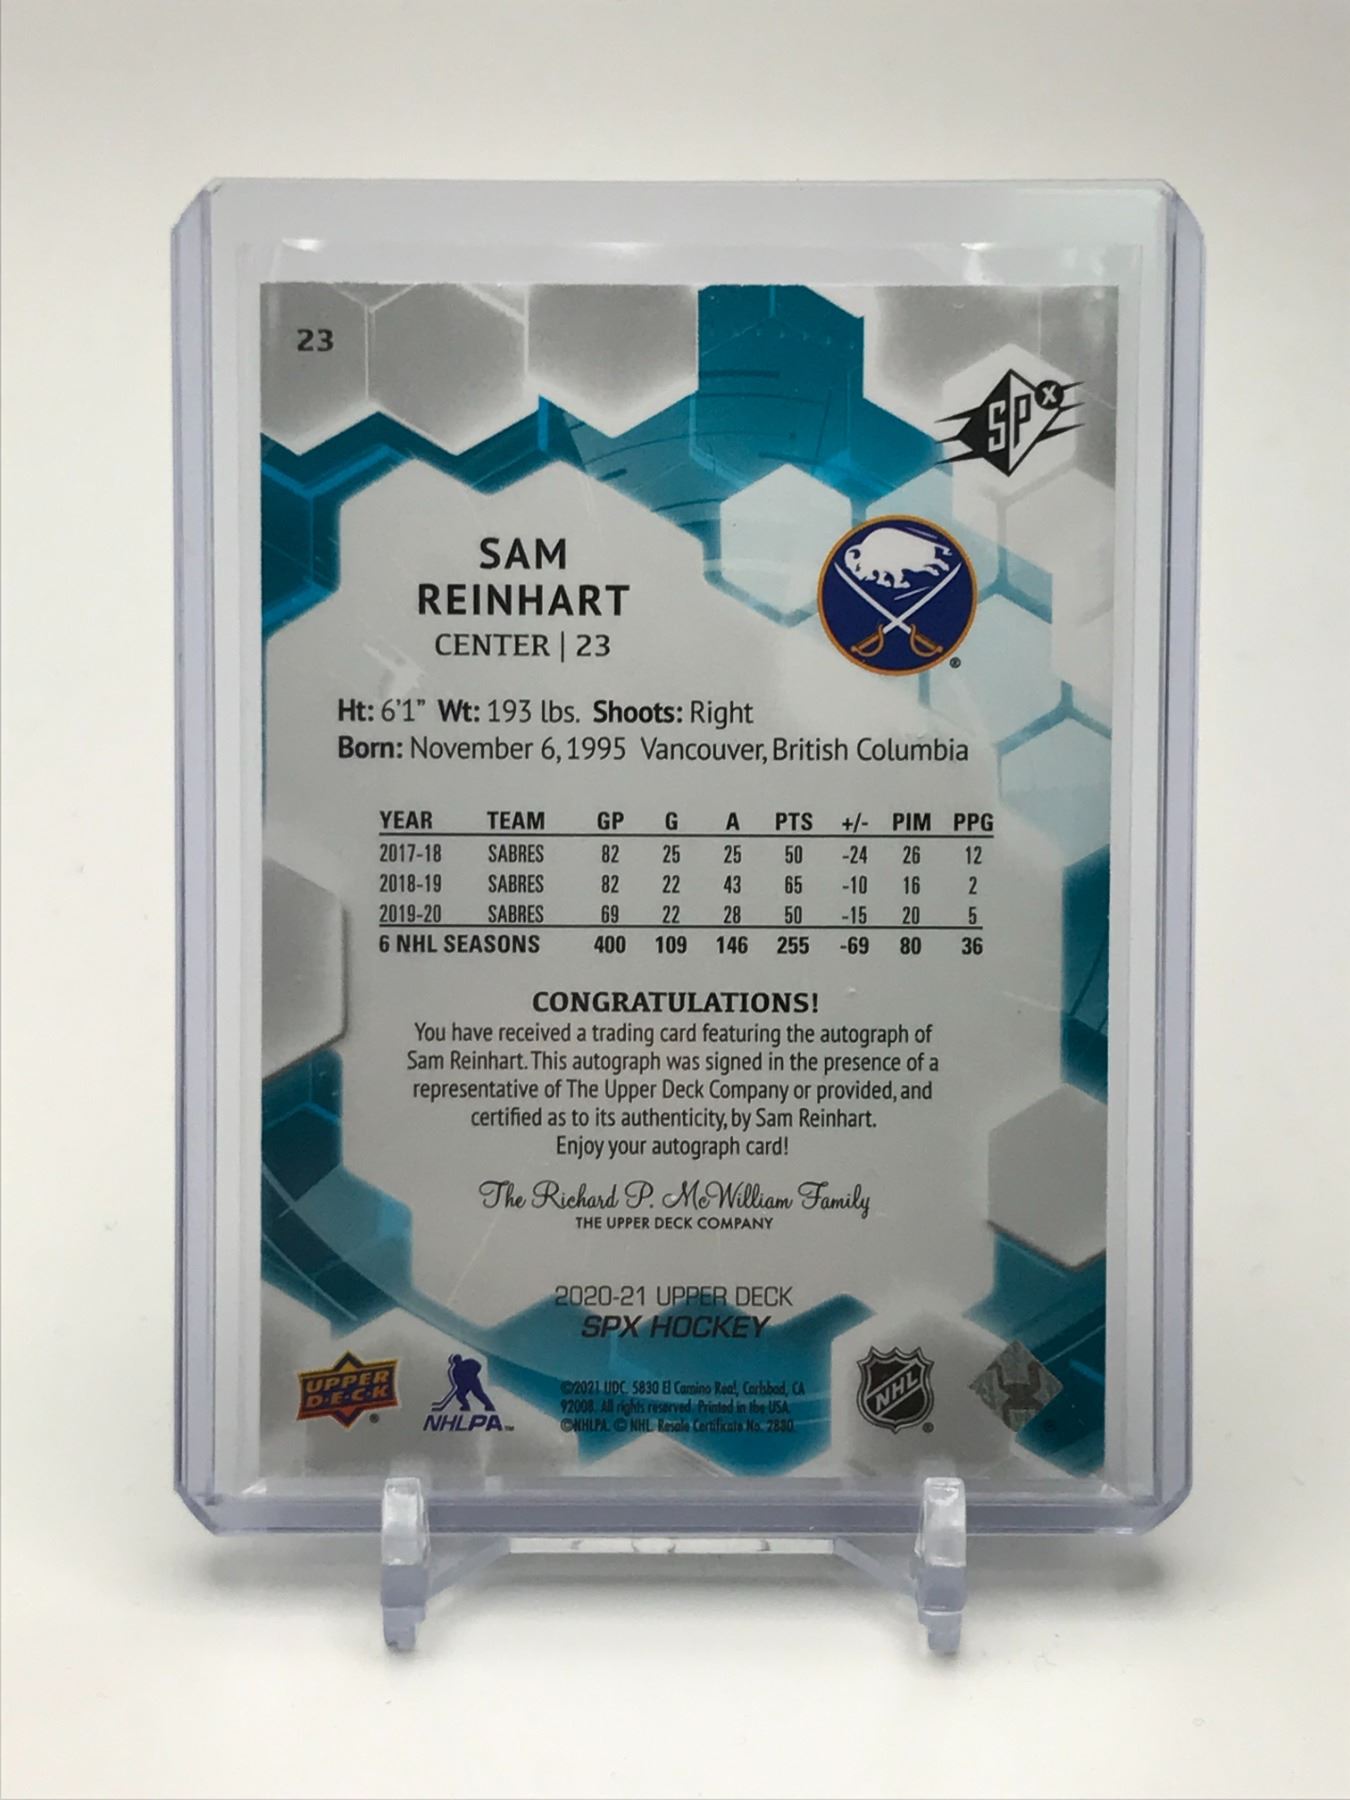 23
SPx
SAM
REINHART
CENTER | 23
®
Ht: 6'1" Wt: 193 lbs. Shoots: Right
Born: November 6, 1995 Vancouver, British Columbia
YEAR TEAM GP G A PTS +/- PIM PPG
2017-18 SABRES 82 25 25 50 -24 26 12
2018-19 SABRES 82 22 43 65 -10 16 2
2019-20 SABRES 69 22 28 50 -15 20 5
6 NHL SEASONS 400 109 146 255 -69 80 36
CONGRATULATIONS!
You have received a trading card featuring the autograph of
Sam Reinhart. This autograph was signed in the presence of a
representative of The Upper Deck Company or provided, and
certified as to its authenticity, by Sam Reinhart.
Enjoy your autograph card!
The Richard P. McWilliam Family
THE UPPER DECK COMPANY
2020-21 UPPER DECK
SPX HOCKEY
UPPER
D·E·C·K
®
NHLPA™
©2021 UDC. 5830 El Camino Real, Carlsbad, CA
92008. All rights reserved. Printed in the USA.
©NHLPA. © NHL. Resale Certificate No. 2880.
NHL
®